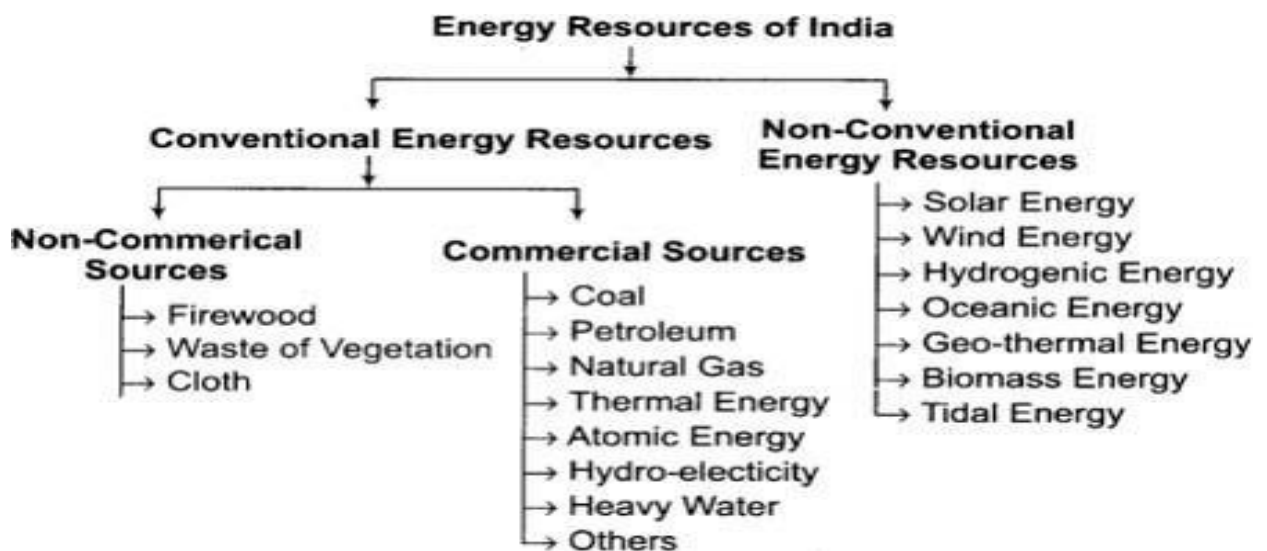 Energy Resources of India
Conventional Energy Resources
Non-Conventional
Energy Resources
Non-Commerical
Sources
Firewood
Waste of Vegetation
Cloth
Commercial Sources
Coal
Petroleum
Natural Gas
Thermal Energy
Atomic Energy
Hydro-electicity
Heavy Water
Others
Solar Energy
Wind Energy
Hydrogenic Energy
Oceanic Energy
Geo-thermal Energy
Biomass Energy
Tidal Energy